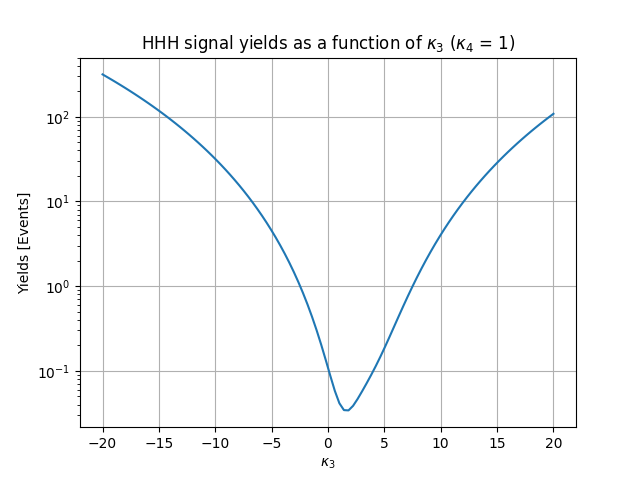 HHH signal yields as a function of κ₃ (κ₄ = 1)
Yields [Events]
10²
10¹
10⁰
10⁻¹
−20 −15 −10 −5 0 5 10 15 20
κ₃